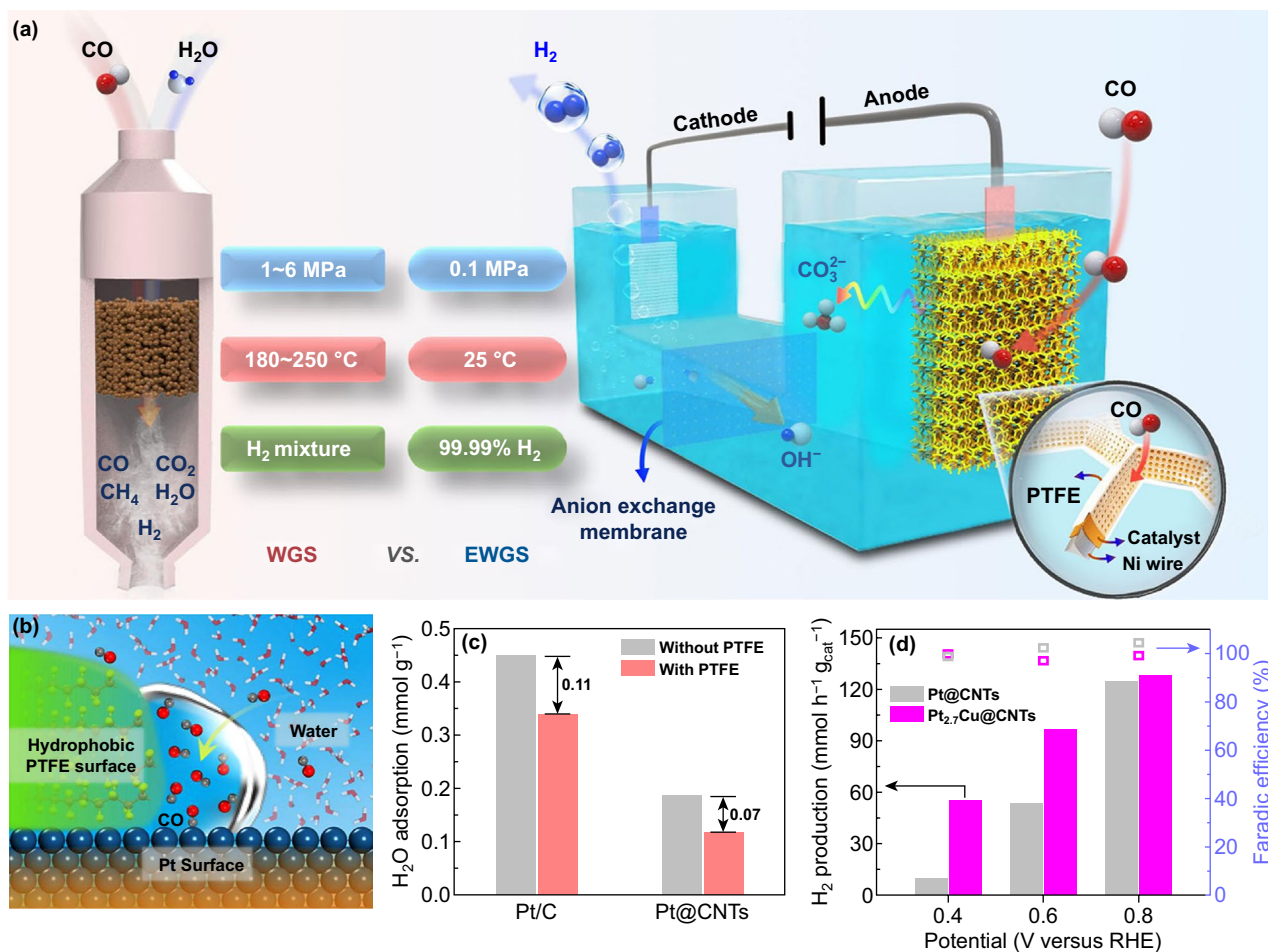 (a)
CO
H₂O
H₂
Cathode
Anode
CO
1~6 MPa
0.1 MPa
CO₃²⁻
180~250 °C
25 °C
H₂ mixture
99.99% H₂
OH⁻
CO
CO
CO₂
CH₄
H₂O
H₂
PTFE
Anion exchange
membrane
Catalyst
Ni wire
WGS
VS.
EWGS
(b)
Hydrophobic
PTFE surface
Water
CO
Pt Surface
(c)
H₂O adsorption (mmol g⁻¹)
0.5
0.4
0.3
0.2
0.1
0.0
Without PTFE
With PTFE
0.11
0.07
Pt/C
Pt@CNTs
(d)
H₂ production (mmol h⁻¹ g_cat⁻¹)
150
120
90
60
30
0
Pt@CNTs
Pt₂.₇Cu@CNTs
100
80
60
40
20
0
Faradic efficiency (%)
0.4
0.6
0.8
Potential (V versus RHE)